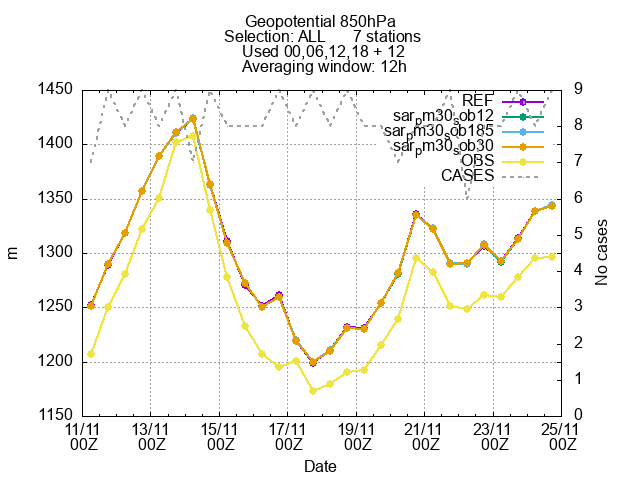 Geopotential 850hPa
Selection: ALL 7 stations
Used 00,06,12,18 + 12
Averaging window: 12h
1450
1400
1350
1300
1250
1200
1150
m
9
8
7
6
5
4
3
2
1
0
No cases
REF
sarpm30sob12
sarpm30sob185
sarpm30sob30
OBS
CASES
11/11 13/11 15/11 17/11 19/11 21/11 23/11 25/11
00Z 00Z 00Z 00Z 00Z 00Z 00Z 00Z
Date